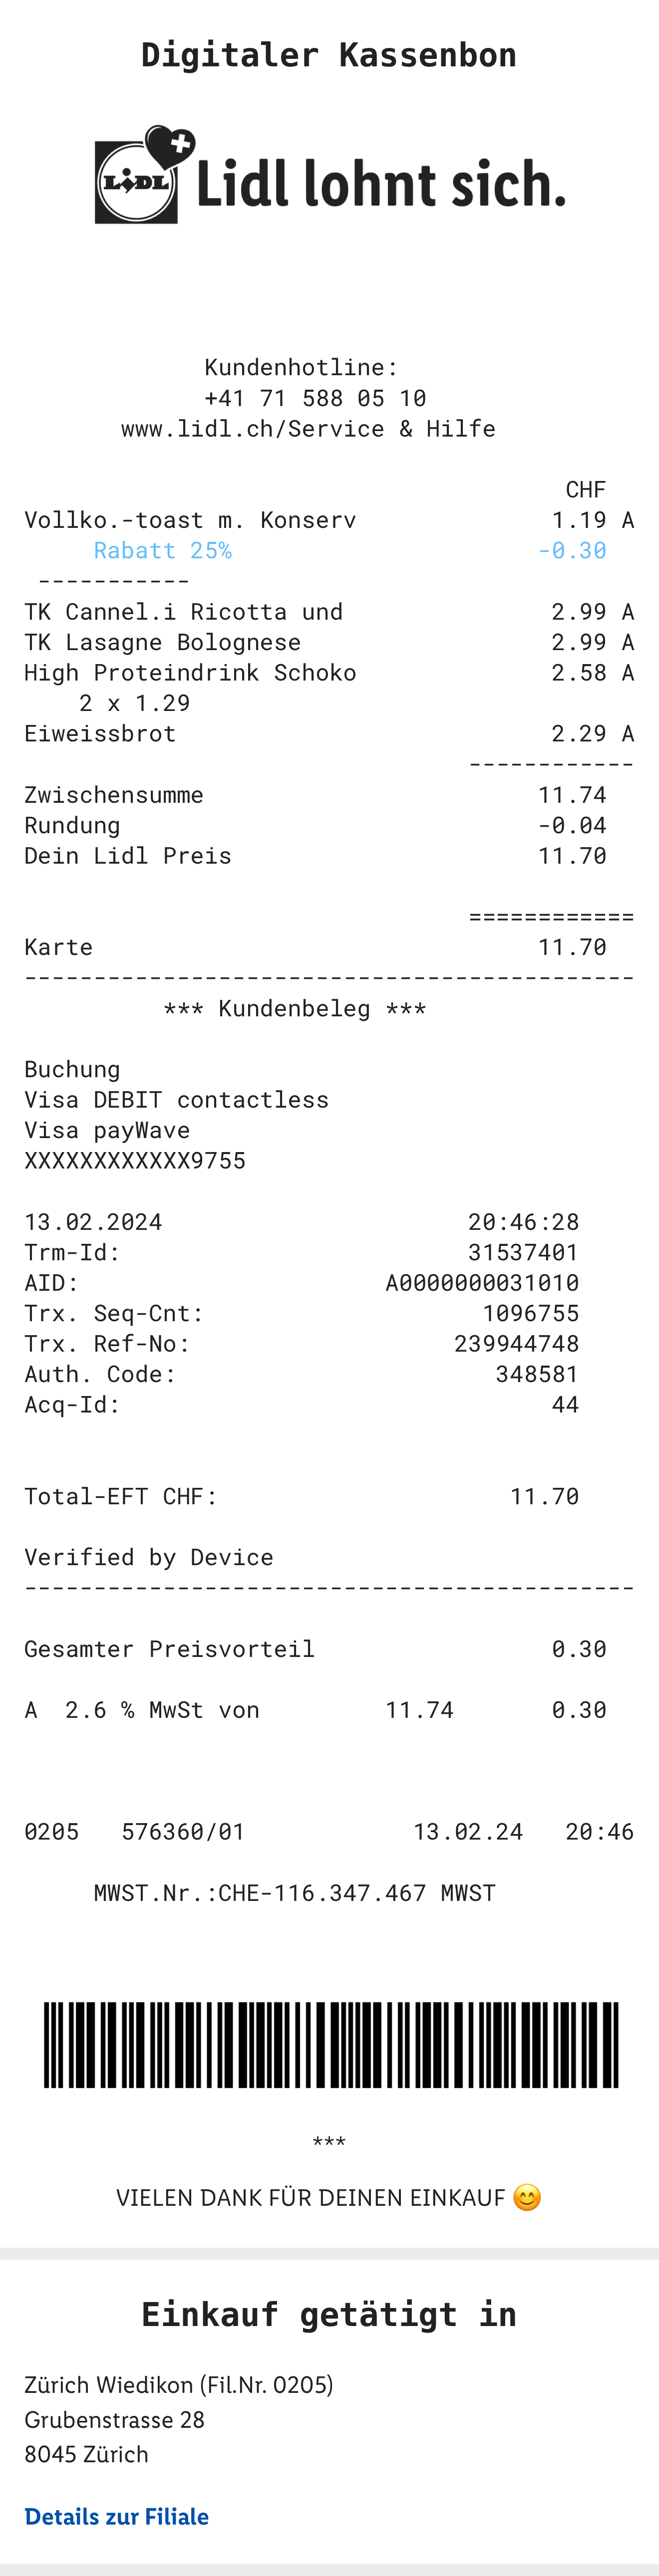 Digitaler Kassenbon
LIDL
Lidl lohnt sich.
Kundenhotline:
+41 71 588 05 10
www.lidl.ch/Service & Hilfe
CHF
Vollko.-toast m. Konserv 1.19 A
Rabatt 25% -0.30
-----------
TK Cannel.i Ricotta und 2.99 A
TK Lasagne Bolognese 2.99 A
High Proteindrink Schoko 2.58 A
2 x 1.29
Eiweissbrot 2.29 A
------------
Zwischensumme 11.74
Rundung -0.04
Dein Lidl Preis 11.70
============
Karte 11.70
--------------------------------------------
*** Kundenbeleg ***
Buchung
Visa DEBIT contactless
Visa payWave
XXXXXXXXXXXX9755
13.02.2024 20:46:28
Trm-Id: 31537401
AID: A0000000031010
Trx. Seq-Cnt: 1096755
Trx. Ref-No: 239944748
Auth. Code: 348581
Acq-Id: 44
Total-EFT CHF: 11.70
Verified by Device
--------------------------------------------
Gesamter Preisvorteil 0.30
A 2.6 % MwSt von 11.74 0.30
0205 576360/01 13.02.24 20:46
MWST.Nr.:CHE-116.347.467 MWST
***
VIELEN DANK FÜR DEINEN EINKAUF 😊
Einkauf getätigt in
Zürich Wiedikon (Fil.Nr. 0205)
Grubenstrasse 28
8045 Zürich
Details zur Filiale